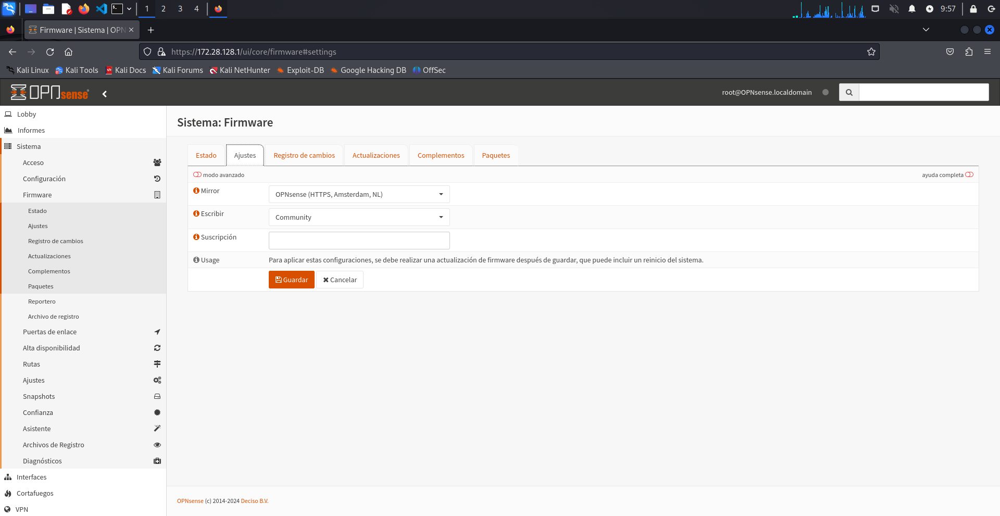 1 2 3 4 9:57
Firmware | Sistema | OPN
https://172.28.128.1/ui/core/firmware#settings
Kali Linux Kali Tools Kali Docs Kali Forums Kali NetHunter Exploit-DB Google Hacking DB OffSec
OPNsense root@OPNsense.localdomain
Lobby
Informes
Sistema
Acceso
Configuración
Firmware
Estado
Ajustes
Registro de cambios
Actualizaciones
Complementos
Paquetes
Reportero
Archivo de registro
Puertas de enlace
Alta disponibilidad
Rutas
Ajustes
Snapshots
Confianza
Asistente
Archivos de Registro
Diagnósticos
Interfaces
Cortafuegos
VPN
Sistema: Firmware
Estado Ajustes Registro de cambios Actualizaciones Complementos Paquetes
modo avanzado ayuda completa
Mirror OPNsense (HTTPS, Amsterdam, NL)
Escribir Community
Suscripción
Usage Para aplicar estas configuraciones, se debe realizar una actualización de firmware después de guardar, que puede incluir un reinicio del sistema.
Guardar Cancelar
OPNsense (c) 2014-2024 Deciso B.V.